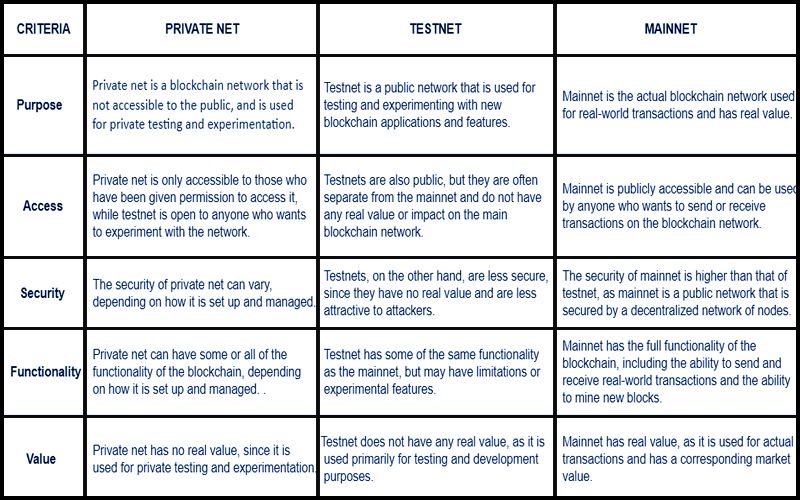 CRITERIA
PRIVATE NET
TESTNET
MAINNET
Purpose
Private net is a blockchain network that is
not accessible to the public, and is used
for private testing and experimentation.
Testnet is a public network that is used for
testing and experimenting with new
blockchain applications and features.
Mainnet is the actual blockchain network used
for real-world transactions and has real value.
Access
Private net is only accessible to those who
have been given permission to access it,
while testnet is open to anyone who wants
to experiment with the network.
Testnets are also public, but they are often
separate from the mainnet and do not have
any real value or impact on the main
blockchain network.
Mainnet is publicly accessible and can be used
by anyone who wants to send or receive
transactions on the blockchain network.
Security
The security of private net can vary,
depending on how it is set up and managed.
Testnets, on the other hand, are less secure,
since they have no real value and are less
attractive to attackers.
The security of mainnet is higher than that of
testnet, as mainnet is a public network that is
secured by a decentralized network of nodes.
Functionality
Private net can have some or all of the
functionality of the blockchain, depending
on how it is set up and managed. .
Testnet has some of the same functionality
as the mainnet, but may have limitations or
experimental features.
Mainnet has the full functionality of the
blockchain, including the ability to send and
receive real-world transactions and the ability
to mine new blocks.
Value
Private net has no real value, since it is
used for private testing and experimentation.
Testnet does not have any real value, as it is
used primarily for testing and development
purposes.
Mainnet has real value, as it is used for actual
transactions and has a corresponding market
value.